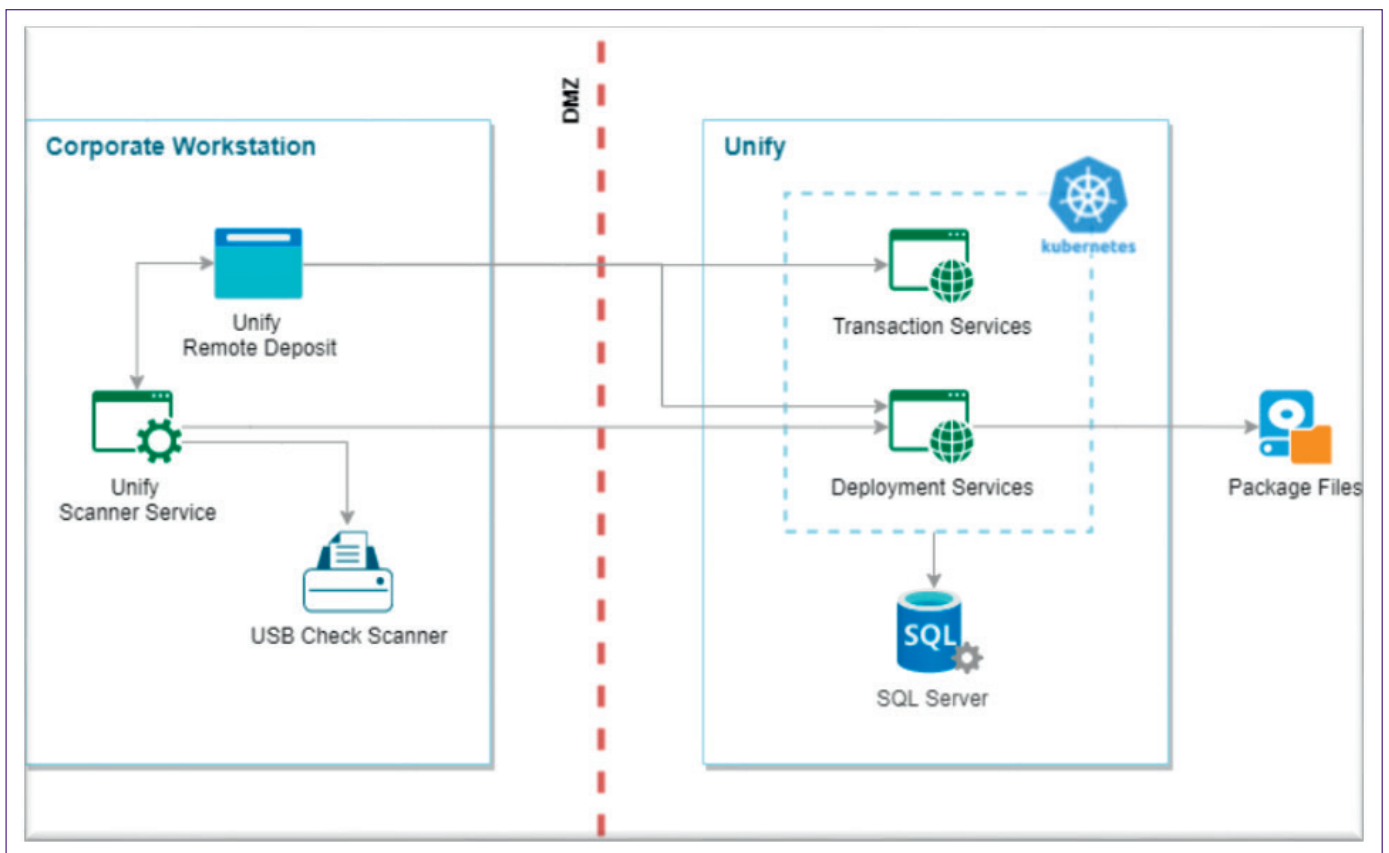 DMZ
Corporate Workstation
Unify
Remote Deposit
Unify
Scanner Service
USB Check Scanner
Unify
kubernetes
Transaction Services
Deployment Services
SQL
SQL Server
Package Files